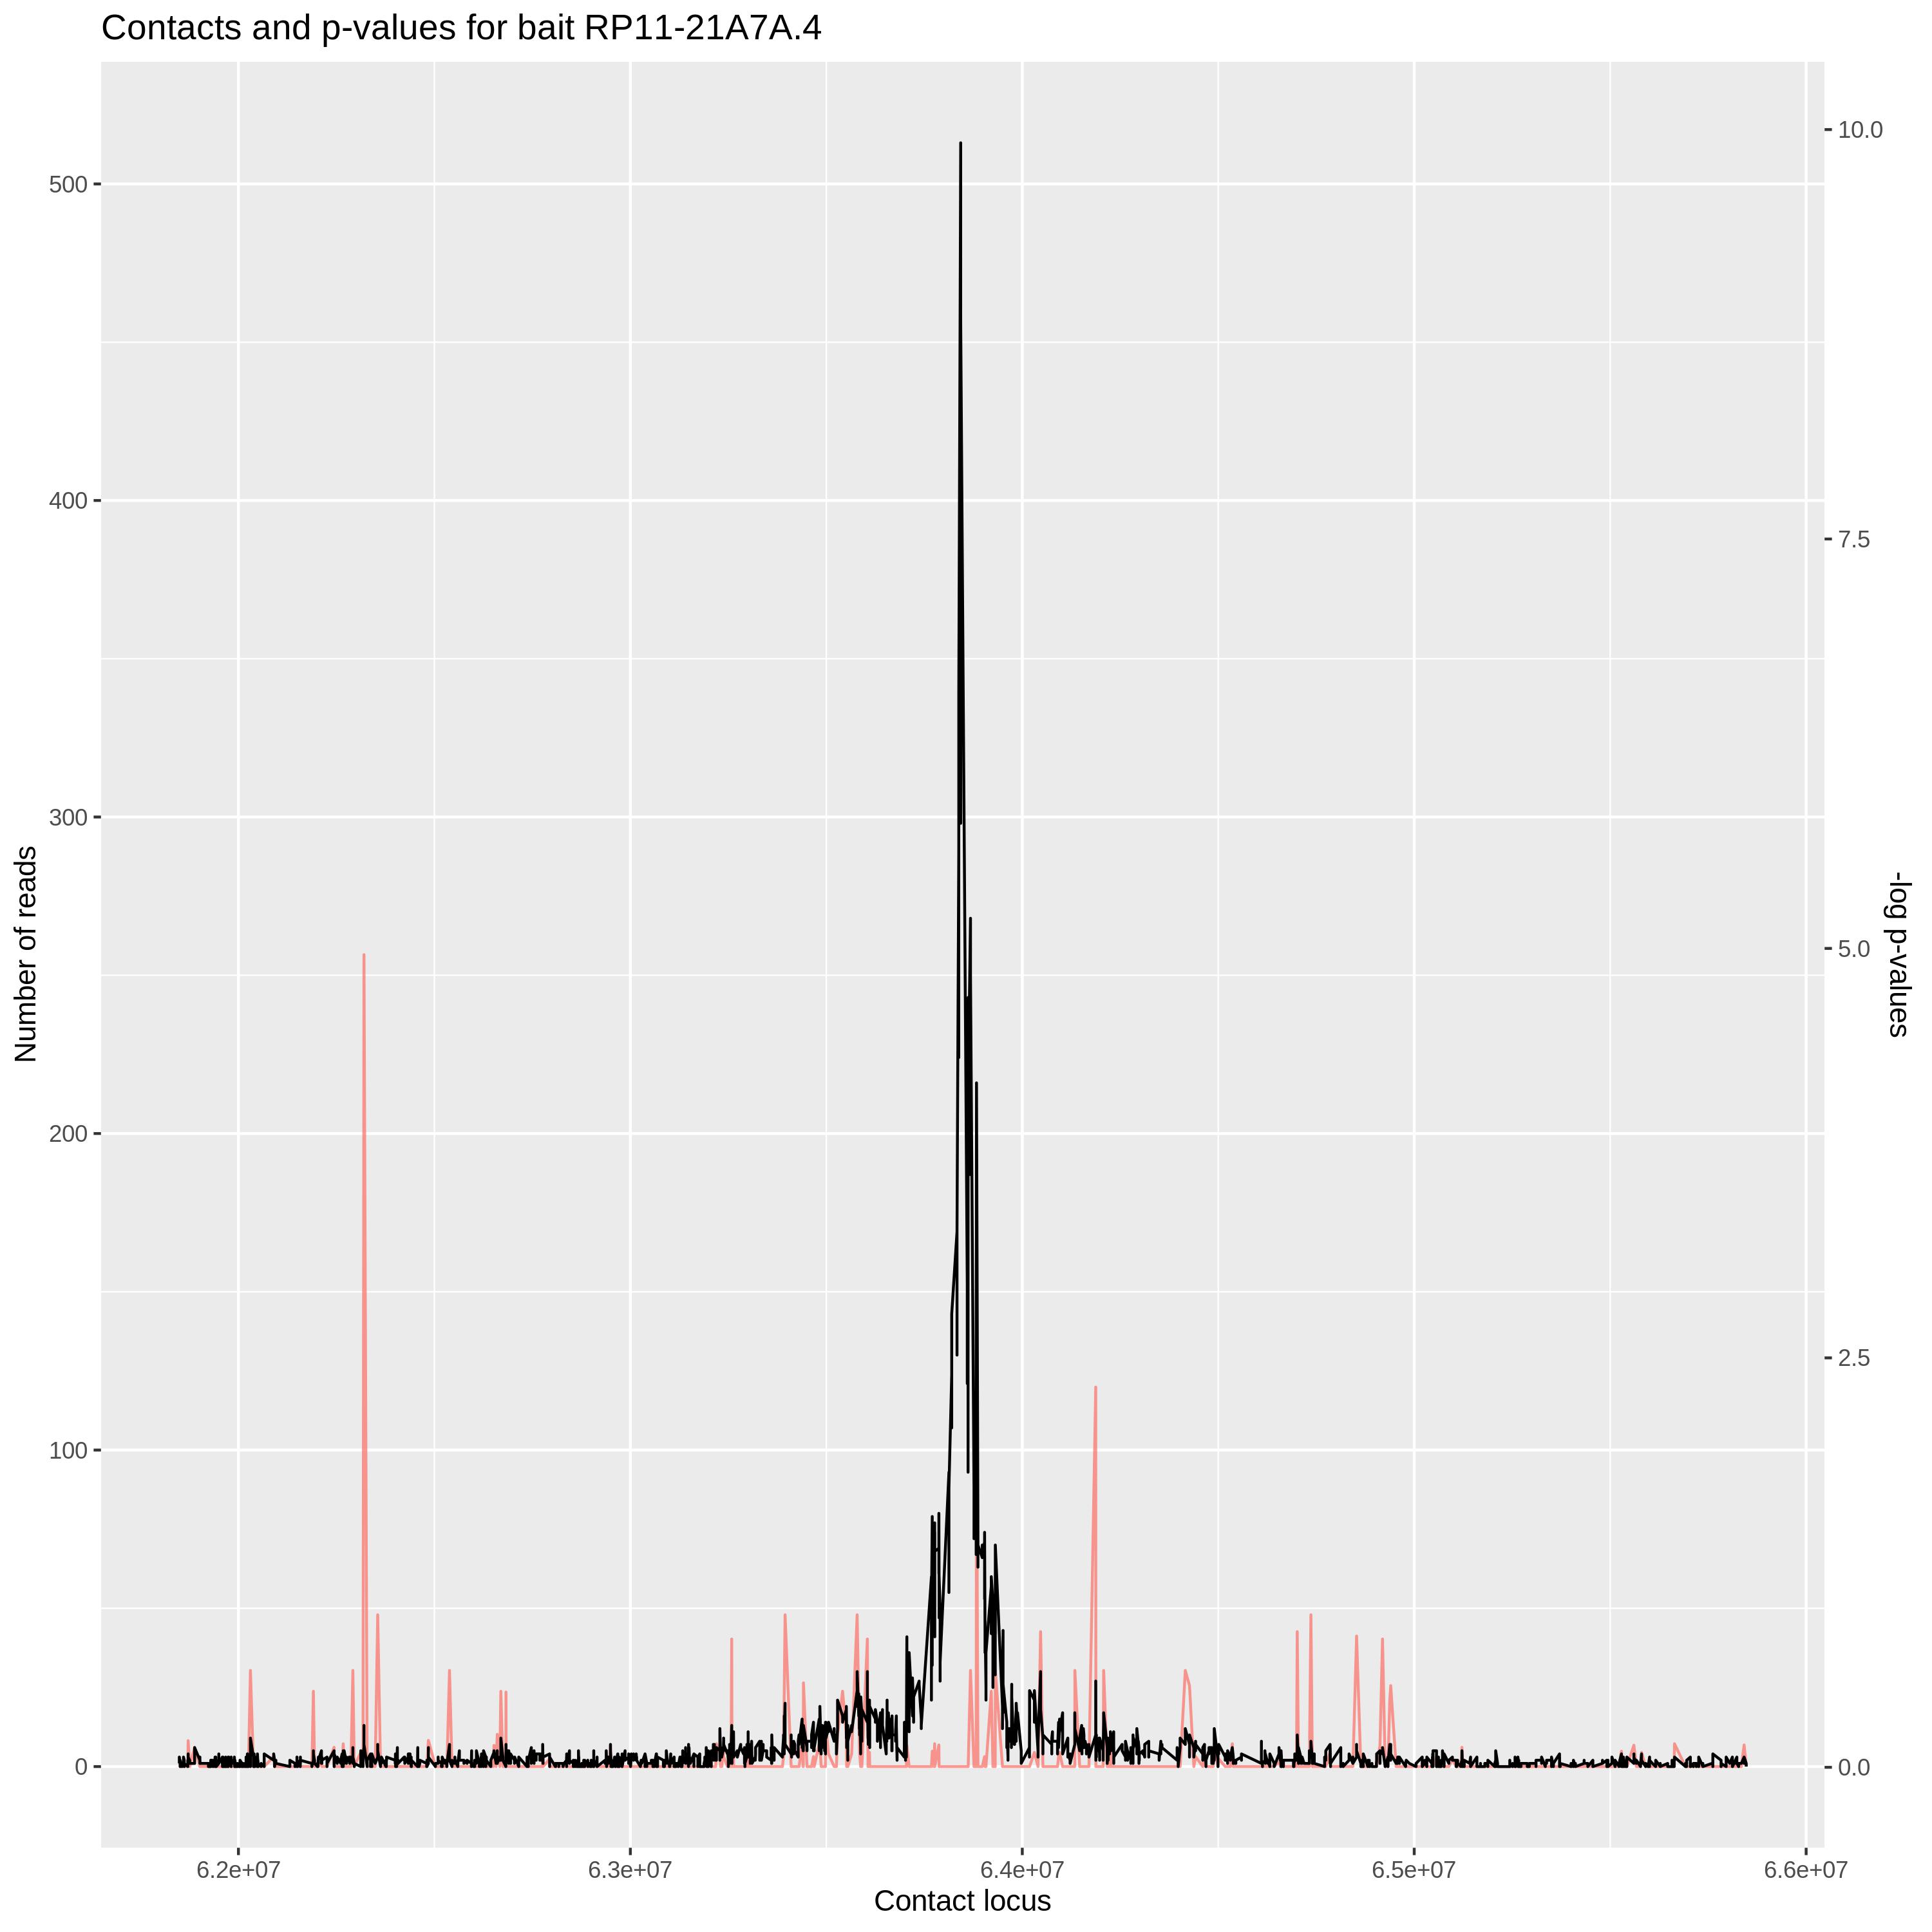 Contacts and p-values for bait RP11-21A7A.4
500
400
300
200
100
0
Number of reads
10.0
7.5
5.0
2.5
0.0
-log p-values
6.2e+07
6.3e+07
6.4e+07
6.5e+07
6.6e+07
Contact locus